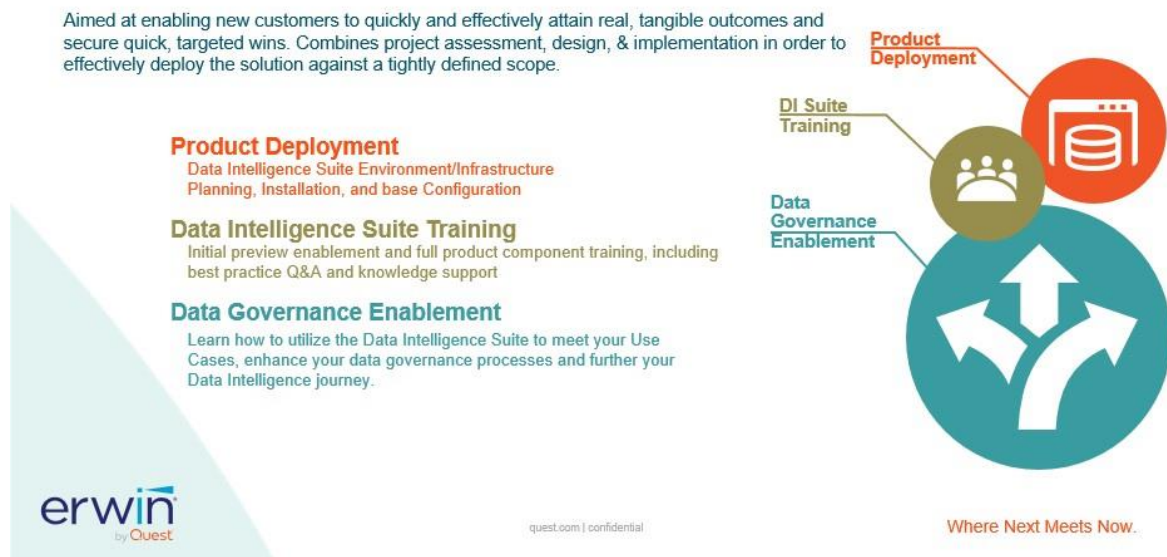 Aimed at enabling new customers to quickly and effectively attain real, tangible outcomes and
secure quick, targeted wins. Combines project assessment, design, & implementation in order to
effectively deploy the solution against a tightly defined scope.
Product
Deployment
DI Suite
Training
Data
Governance
Enablement
Product Deployment
Data Intelligence Suite Environment/Infrastructure
Planning, Installation, and base Configuration
Data Intelligence Suite Training
Initial preview enablement and full product component training, including
best practice Q&A and knowledge support
Data Governance Enablement
Learn how to utilize the Data Intelligence Suite to meet your Use
Cases, enhance your data governance processes and further your
Data Intelligence journey.
erwin
by Quest
quest.com | confidential
Where Next Meets Now.